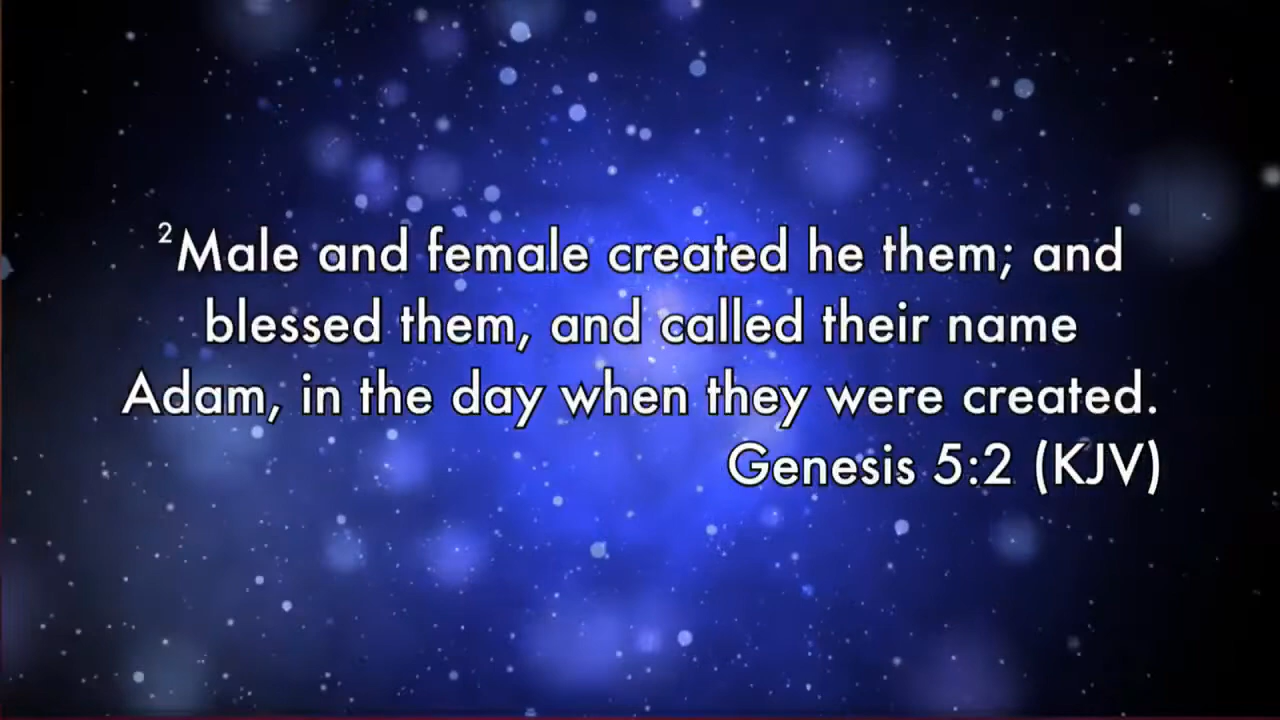 ²Male and female created he them; and
blessed them, and called their name
Adam, in the day when they were created.
Genesis 5:2 (KJV)